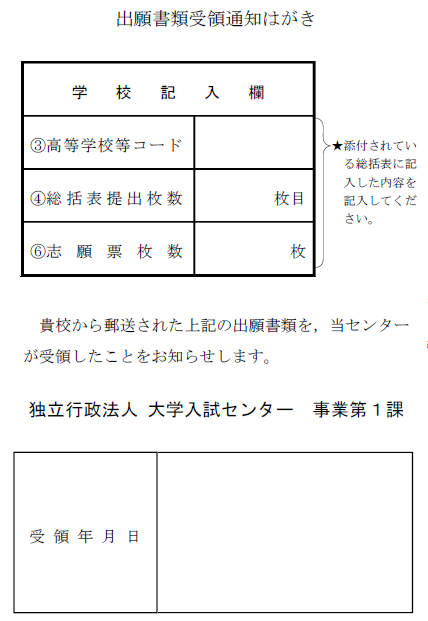 出願書類受領通知はがき
学校記入欄
③高等学校等コード
④総括表提出枚数 枚目
⑥志願票枚数 枚
★添付されてい
る総括表に記
入した内容を
記入してくだ
さい。
貴校から郵送された上記の出願書類を，当センター
が受領したことをお知らせします。
独立行政法人 大学入試センター 事業第１課
受領年月日